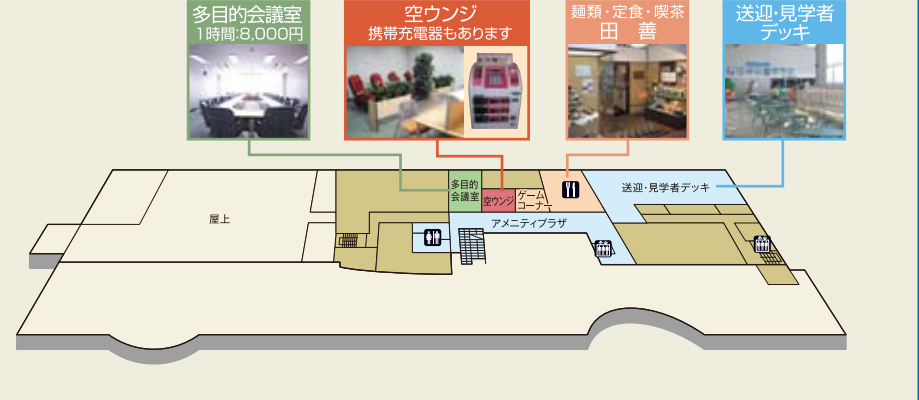 多目的会議室
1時間:8,000円
空ウンジ
携帯充電器もあります
麺類・定食・喫茶
田 善
送迎・見学者
デッキ
屋上
多目的
会議室
空ウンジ
ゲーム
コーナー
送迎・見学者デッキ
アメニティプラザ